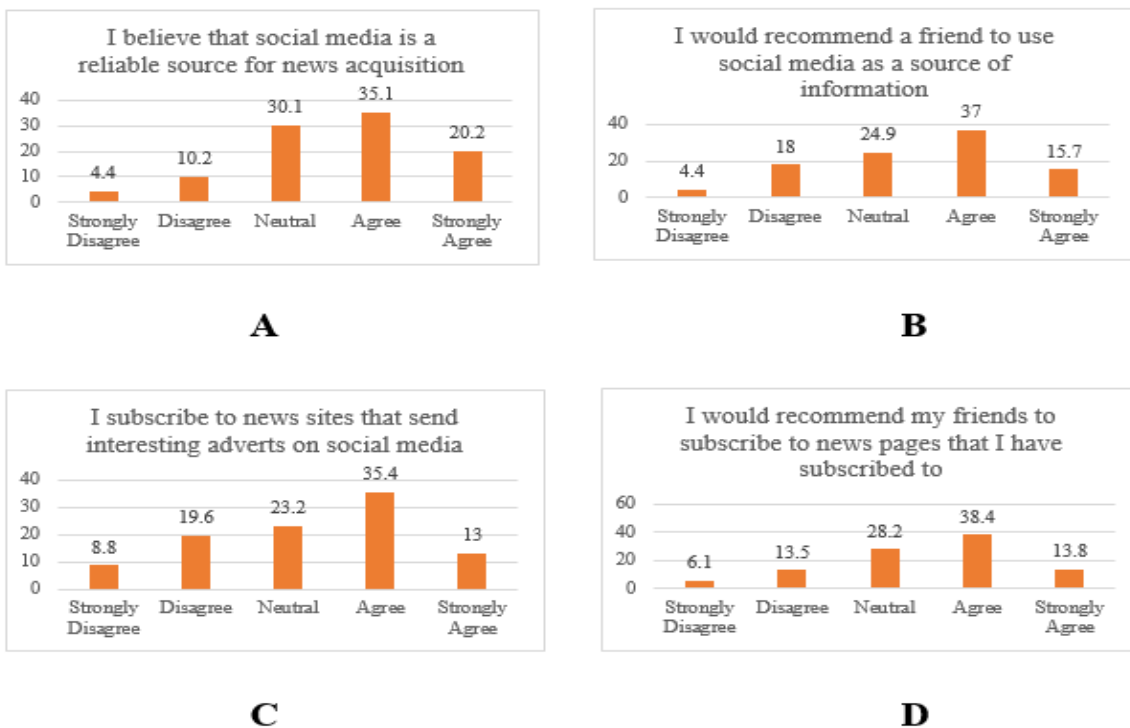 I believe that social media is a
reliable source for news acquisition
40
30
20
10
0
4.4
10.2
30.1
35.1
20.2
Strongly
Disagree
Disagree
Neutral
Agree
Strongly
Agree
A
I would recommend a friend to use
social media as a source of
information
40
20
0
4.4
18
24.9
37
15.7
Strongly
Disagree
Disagree
Neutral
Agree
Strongly
Agree
B
I subscribe to news sites that send
interesting adverts on social media
40
30
20
10
0
8.8
19.6
23.2
35.4
13
Strongly
Disagree
Disagree
Neutral
Agree
Strongly
Agree
C
I would recommend my friends to
subscribe to news pages that I have
subscribed to
60
40
20
0
6.1
13.5
28.2
38.4
13.8
Strongly
Disagree
Disagree
Neutral
Agree
Strongly
Agree
D